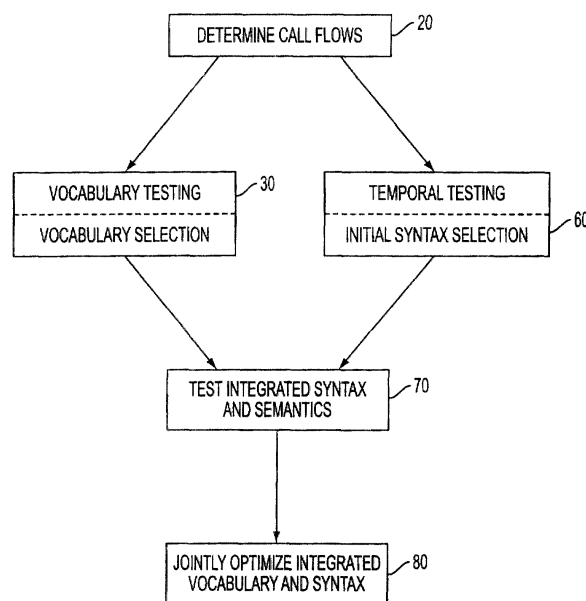 DETERMINE CALL FLOWS
20
VOCABULARY TESTING
30
VOCABULARY SELECTION
TEMPORAL TESTING
INITIAL SYNTAX SELECTION
60
TEST INTEGRATED SYNTAX
AND SEMANTICS
70
JOINTLY OPTIMIZE INTEGRATED
VOCABULARY AND SYNTAX
80